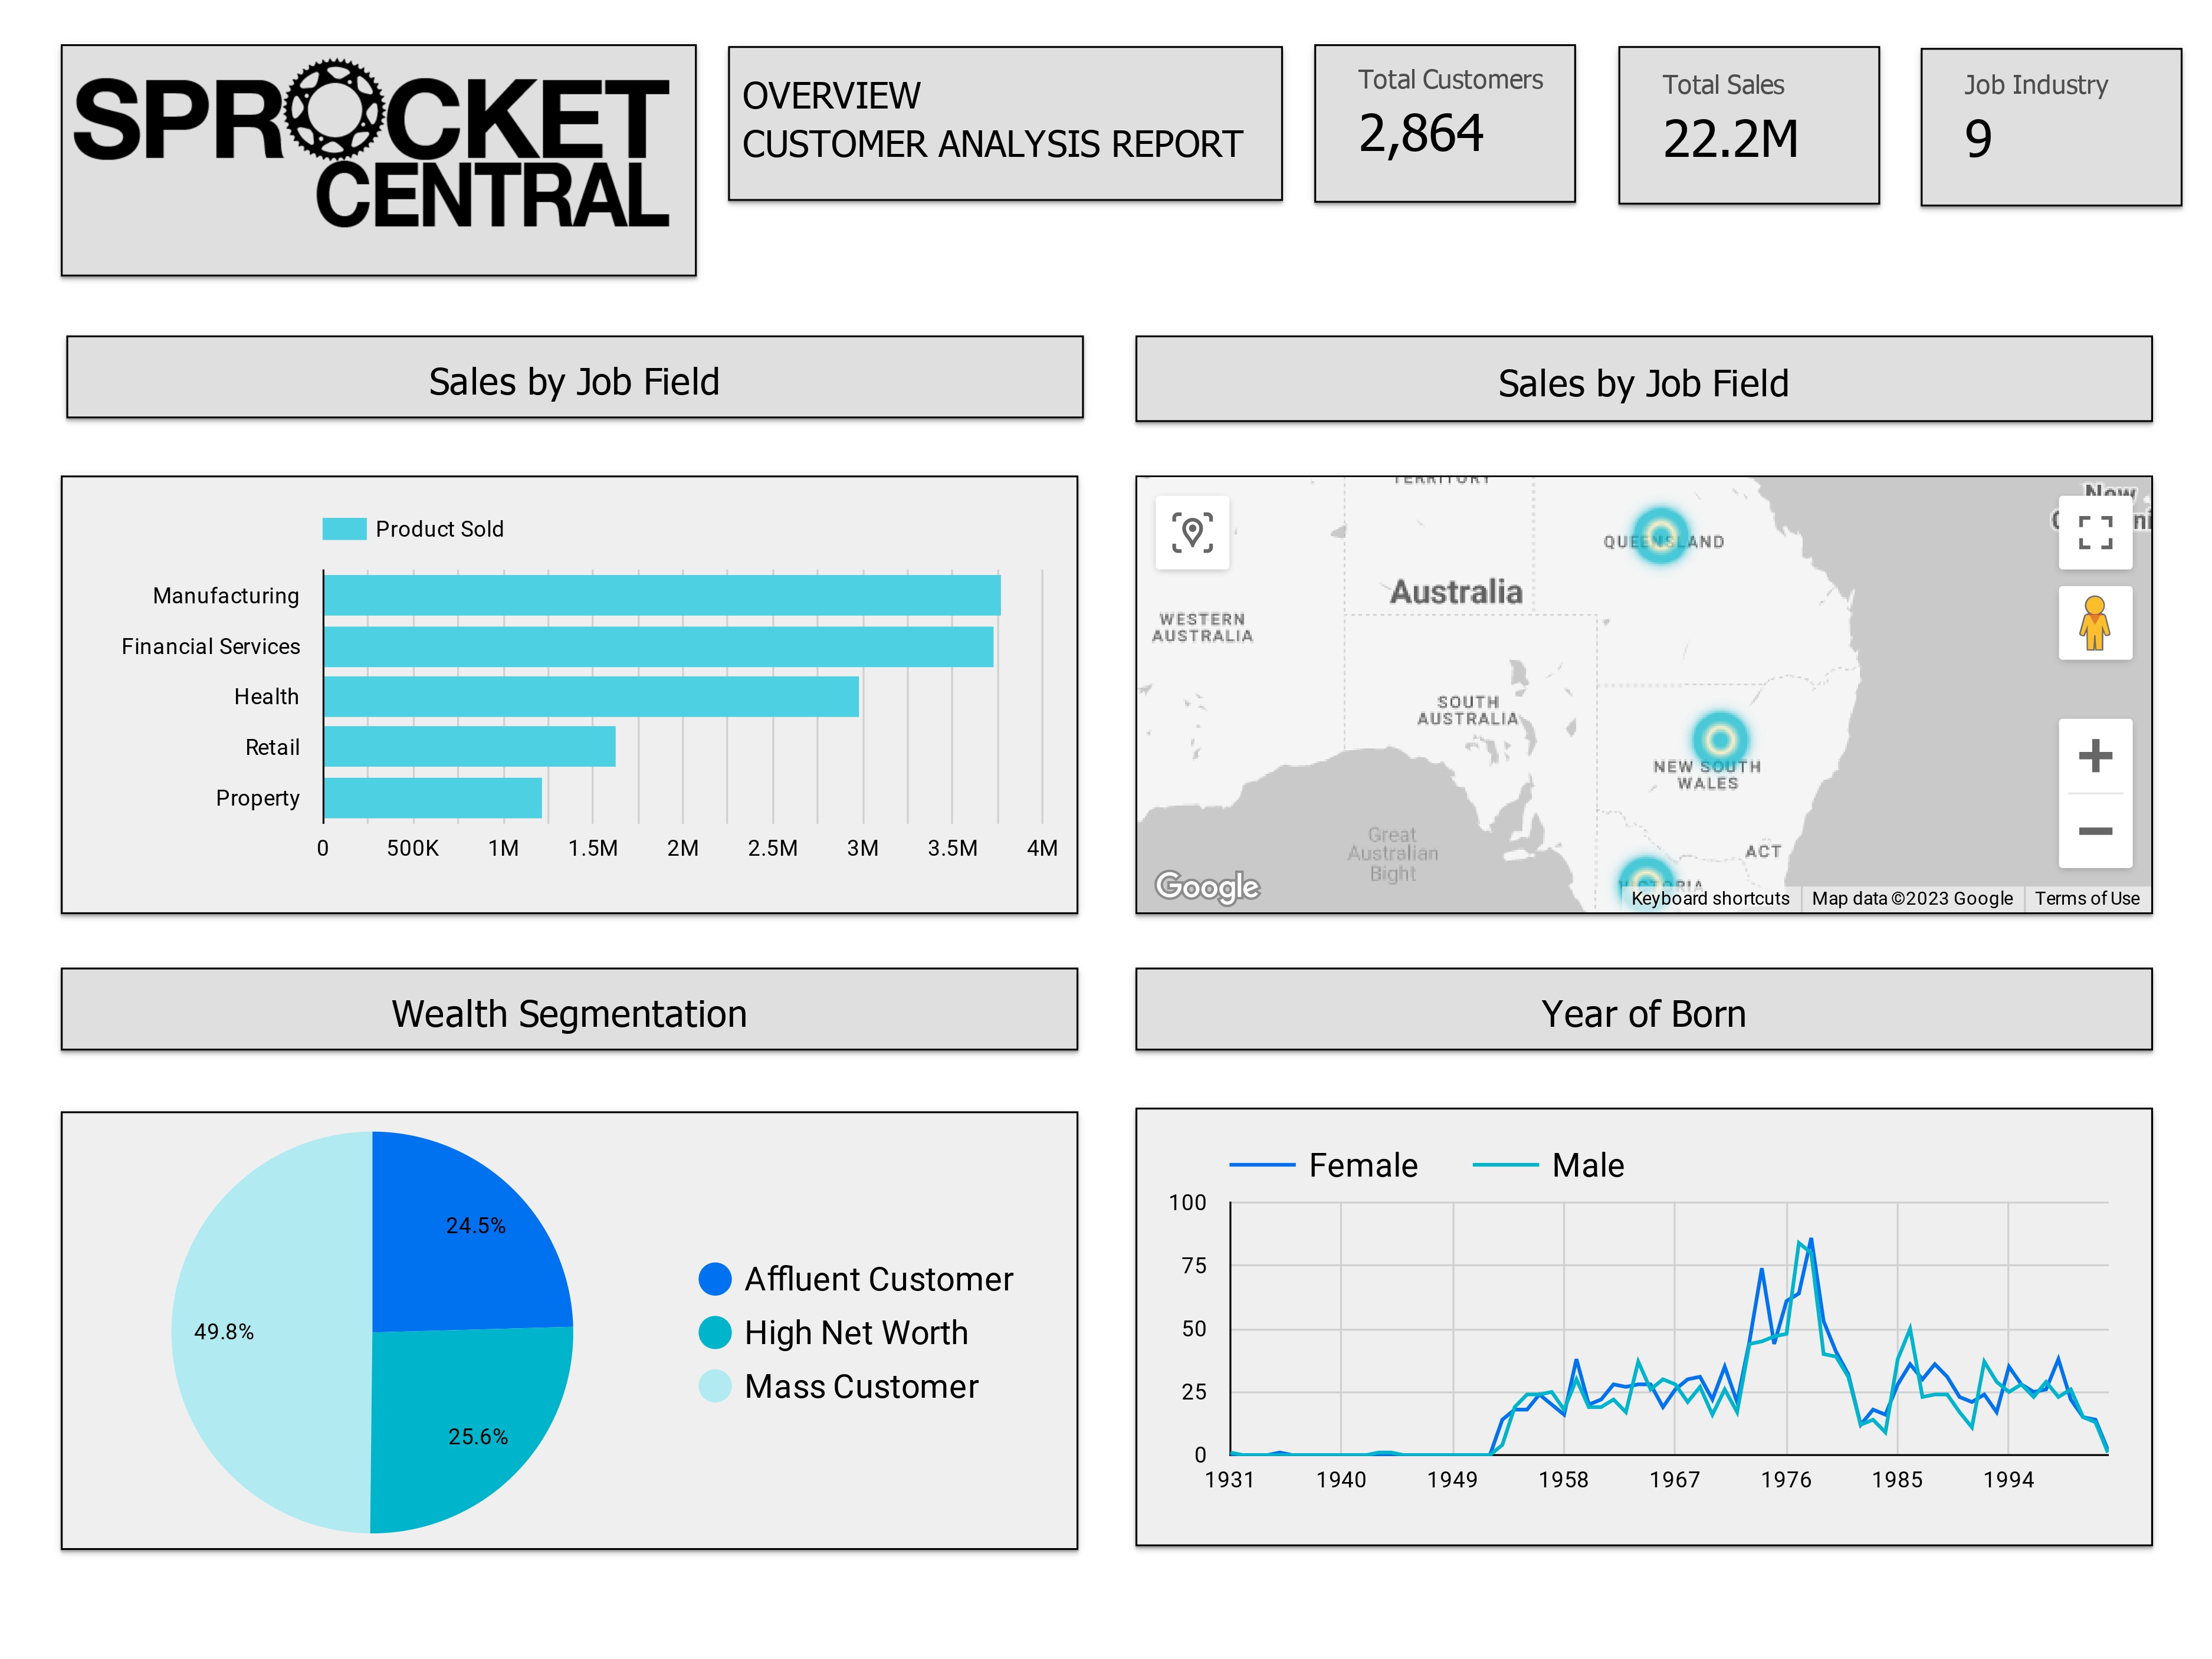 SPROCKET
CENTRAL
OVERVIEW
CUSTOMER ANALYSIS REPORT
Total Customers
2,864
Total Sales
22.2M
Job Industry
9
Sales by Job Field
Sales by Job Field
Product Sold
Manufacturing
Financial Services
Health
Retail
Property
0 500K 1M 1.5M 2M 2.5M 3M 3.5M 4M
TERRITORY
New
QUEENSLAND
Australia
WESTERN
AUSTRALIA
SOUTH
AUSTRALIA
NEW SOUTH
WALES
Great
Australian
Bight
ACT
VICTORIA
Google
Keyboard shortcuts
Map data ©2023 Google
Terms of Use
Wealth Segmentation
Year of Born
24.5%
49.8%
25.6%
Affluent Customer
High Net Worth
Mass Customer
Female Male
100
75
50
25
0
1931 1940 1949 1958 1967 1976 1985 1994